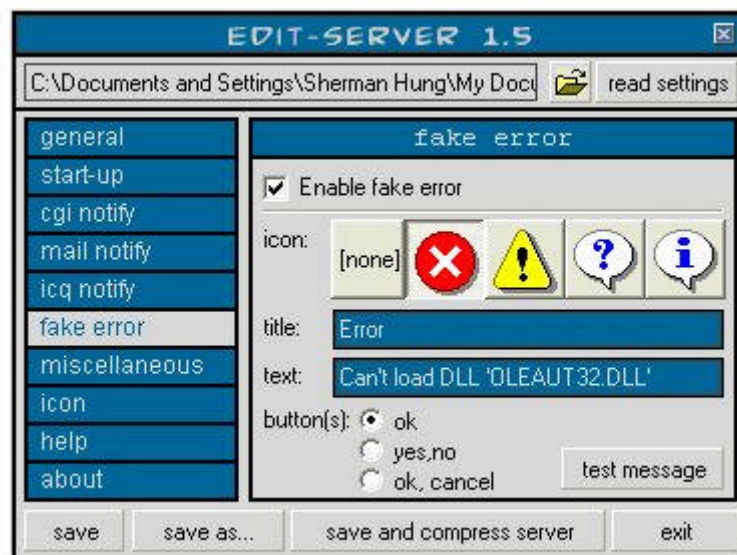 EDIT-SERVER 1.5
C:\Documents and Settings\Sherman Hung\My Docu
read settings
general
start-up
cgi notify
mail notify
icq notify
fake error
miscellaneous
icon
help
about
fake error
Enable fake error
icon:
[none]
title:
Error
text:
Can't load DLL 'OLEAUT32.DLL'
button(s):
ok
yes,no
ok, cancel
test message
save
save as...
save and compress server
exit